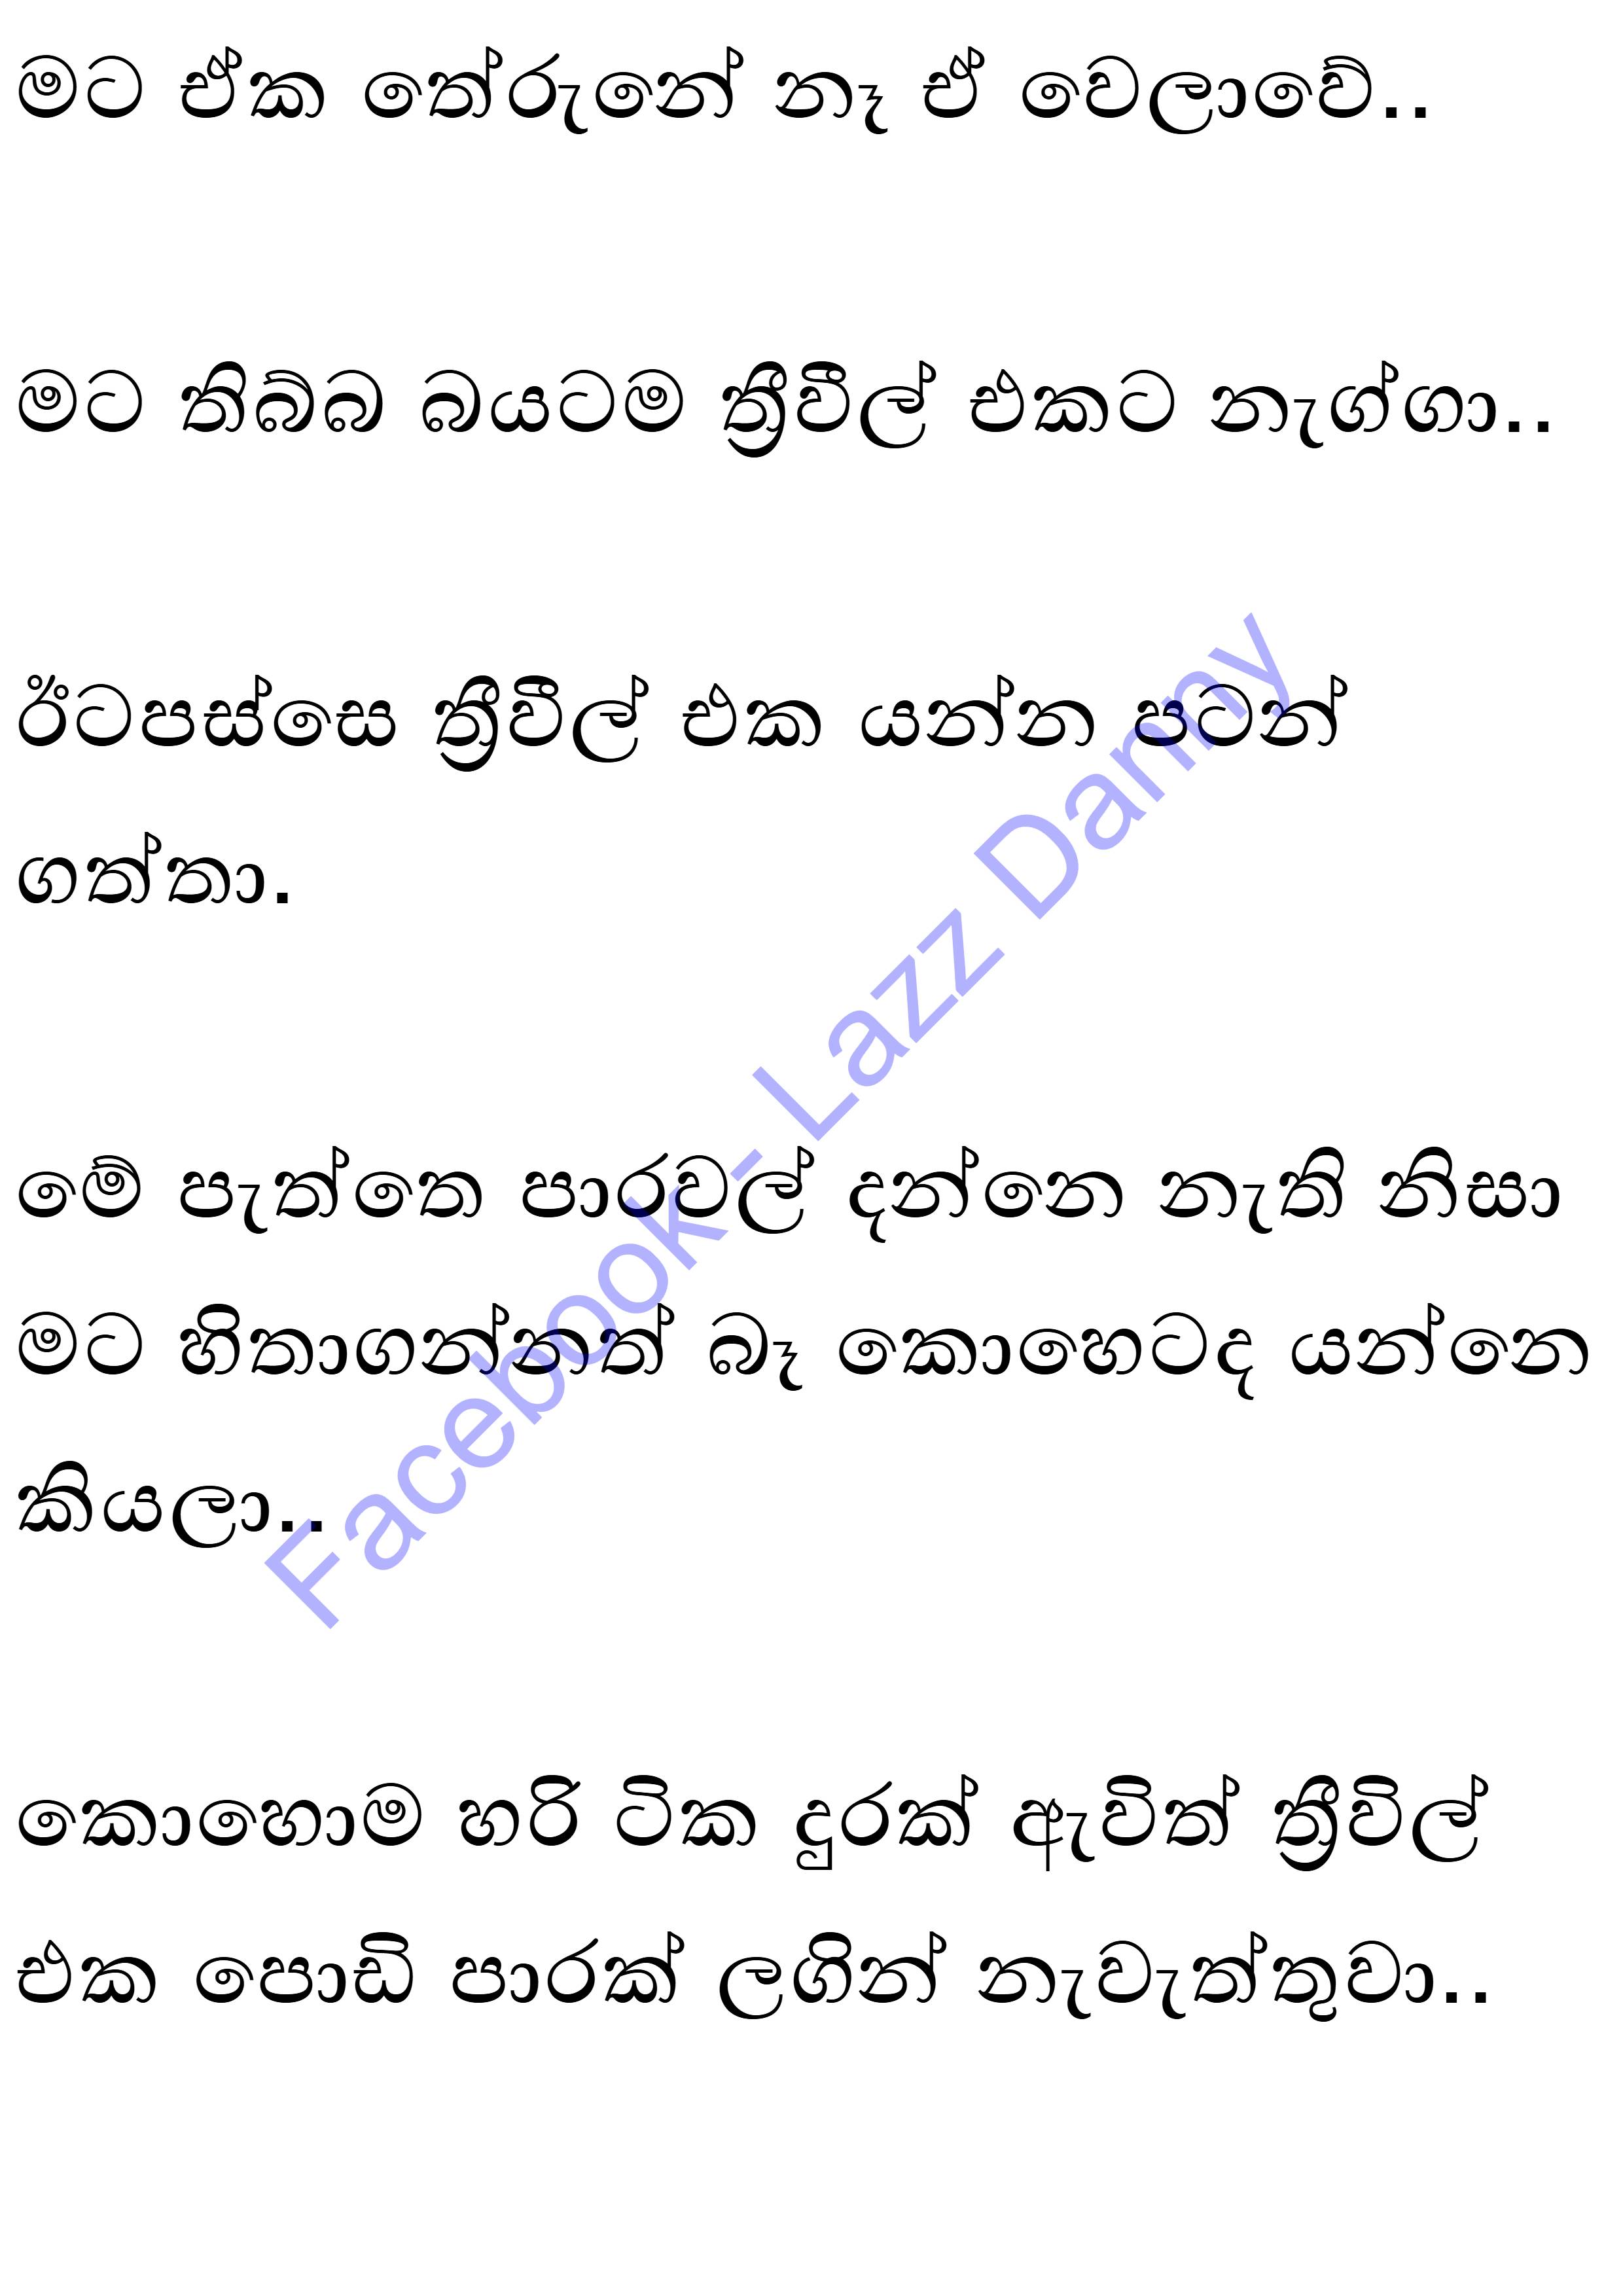 මට ඒක තේරුනේ නෑ ඒ වෙලාවේ..
මට තිබ්බ බයටම ත්‍රීවීල් එකට නැග්ගා..
ඊටපස්සෙ ත්‍රීවීල් එක යන්න පටන්
ගත්තා.
මේ පැත්තෙ පාරවල් දන්නෙ නැති නිසා
මට හිතාගන්නත් බෑ කොහෙටද යන්නෙ
කියලා..
කොහොම හරි ටික දුරක් ඇවිත් ත්‍රීවිල්
එක පොඩි පාරක් ලගින් නැවැත්තුවා..
Facebook- Lazz Danny